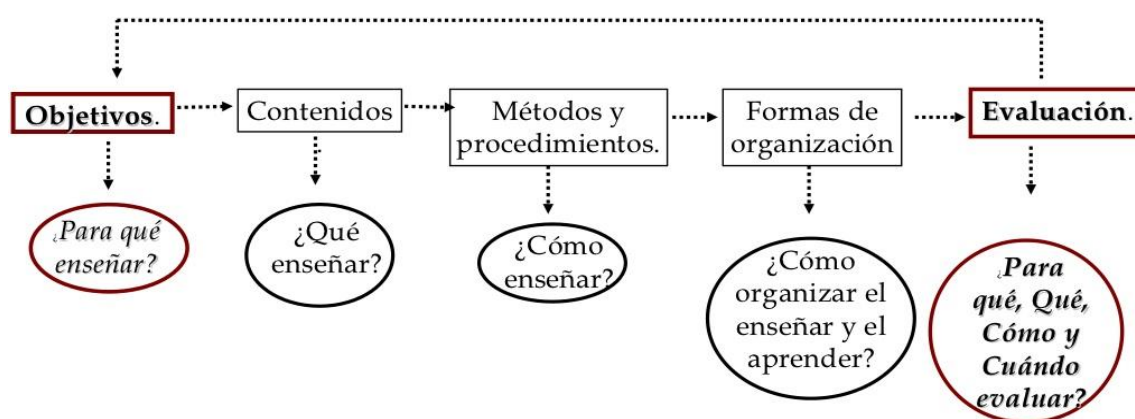 Objetivos.
Contenidos
Métodos y
procedimientos.
Formas de
organización
Evaluación.
¿Para qué
enseñar?
¿Qué
enseñar?
¿Cómo
enseñar?
¿Cómo
organizar el
enseñar y el
aprender?
¿Para
qué, Qué,
Cómo y
Cuándo
evaluar?